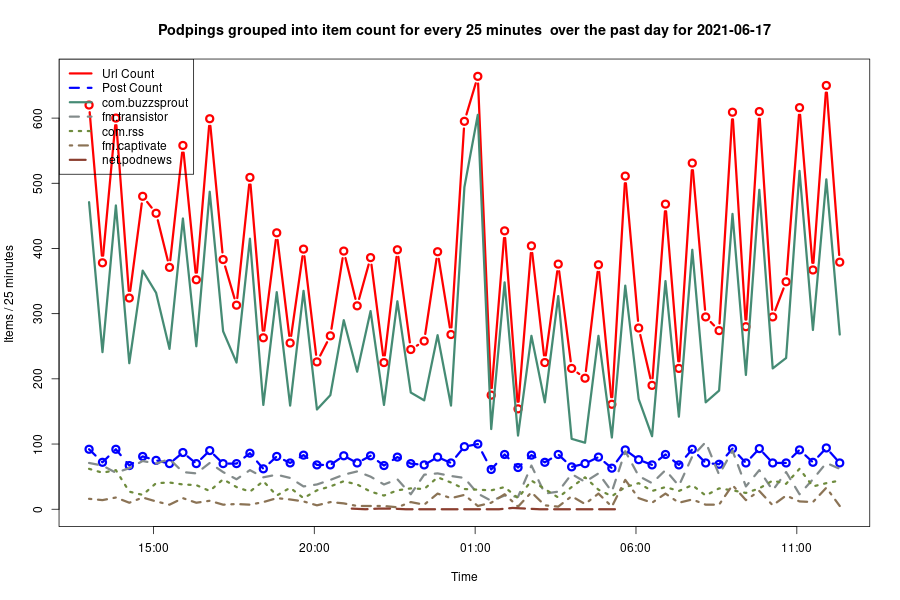 Podpings grouped into item count for every 25 minutes  over the past day for 2021-06-17
Url Count
Post Count
com.buzzsprout
fm.transistor
com.rss
fm.captivate
net.podnews
Items / 25 minutes
600
500
400
300
200
100
0
15:00
20:00
01:00
06:00
11:00
Time